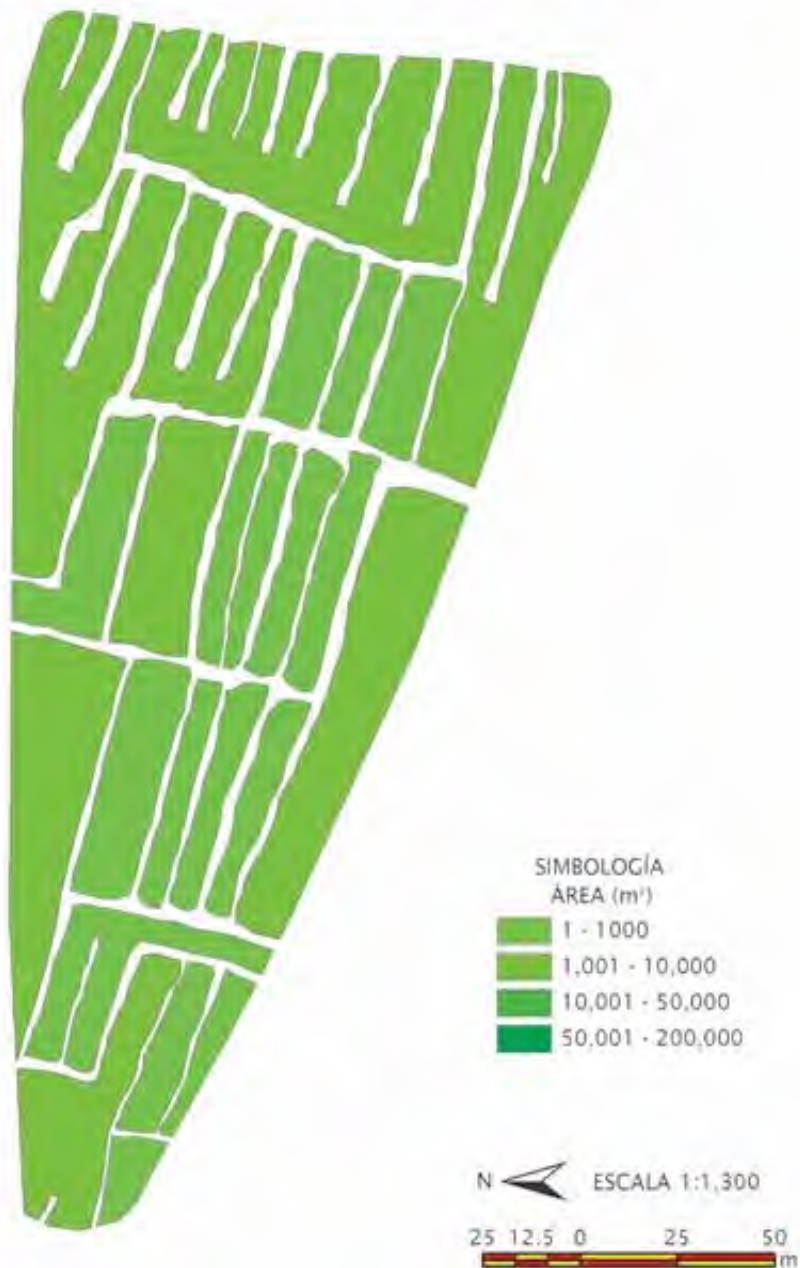 SIMBOLOGÍA
ÁREA (m²)
1 - 1000
1,001 - 10,000
10,001 - 50,000
50,001 - 200,000
N ESCALA 1:1,300
25 12.5 0 25 50
m